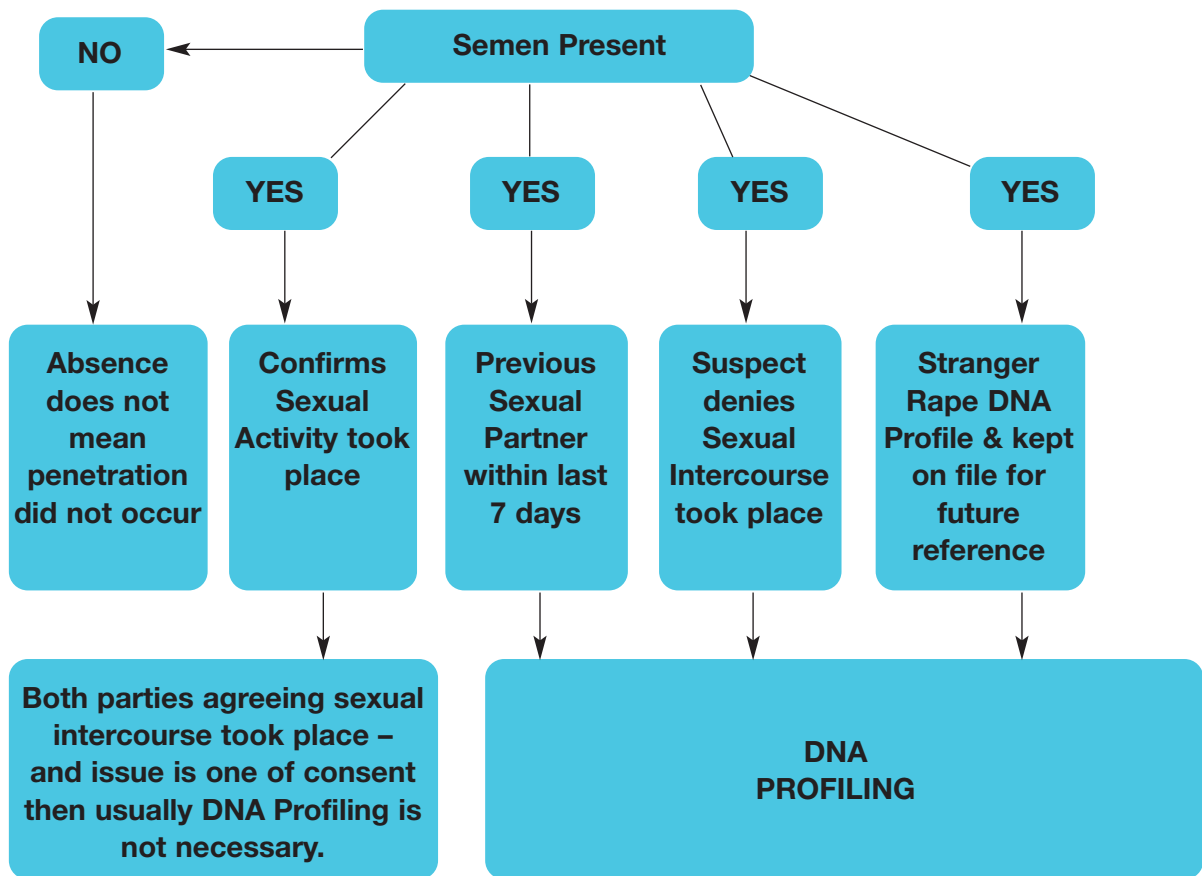 NO
Semen Present
YES
YES
YES
YES
Absence
does not
mean
penetration
did not occur
Confirms
Sexual
Activity took
place
Previous
Sexual
Partner
within last
7 days
Suspect
denies
Sexual
Intercourse
took place
Stranger
Rape DNA
Profile & kept
on file for
future
reference
Both parties agreeing sexual
intercourse took place –
and issue is one of consent
then usually DNA Profiling is
not necessary.
DNA
PROFILING